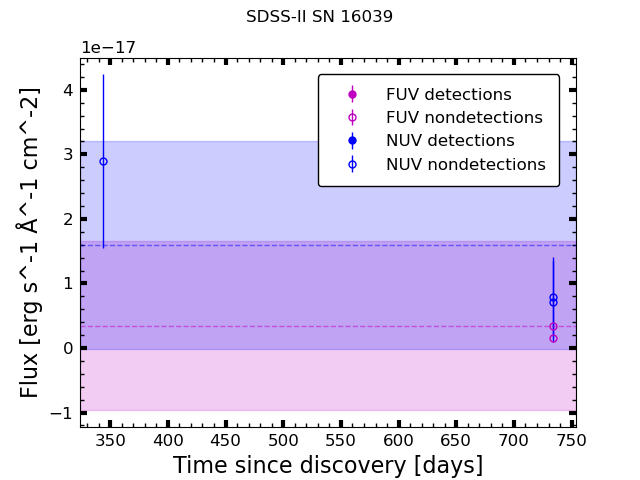 SDSS-II SN 16039
1e−17
FUV detections
FUV nondetections
NUV detections
NUV nondetections
4
3
2
1
0
−1
Flux [erg s^-1 Å^-1 cm^-2]
350 400 450 500 550 600 650 700 750
Time since discovery [days]